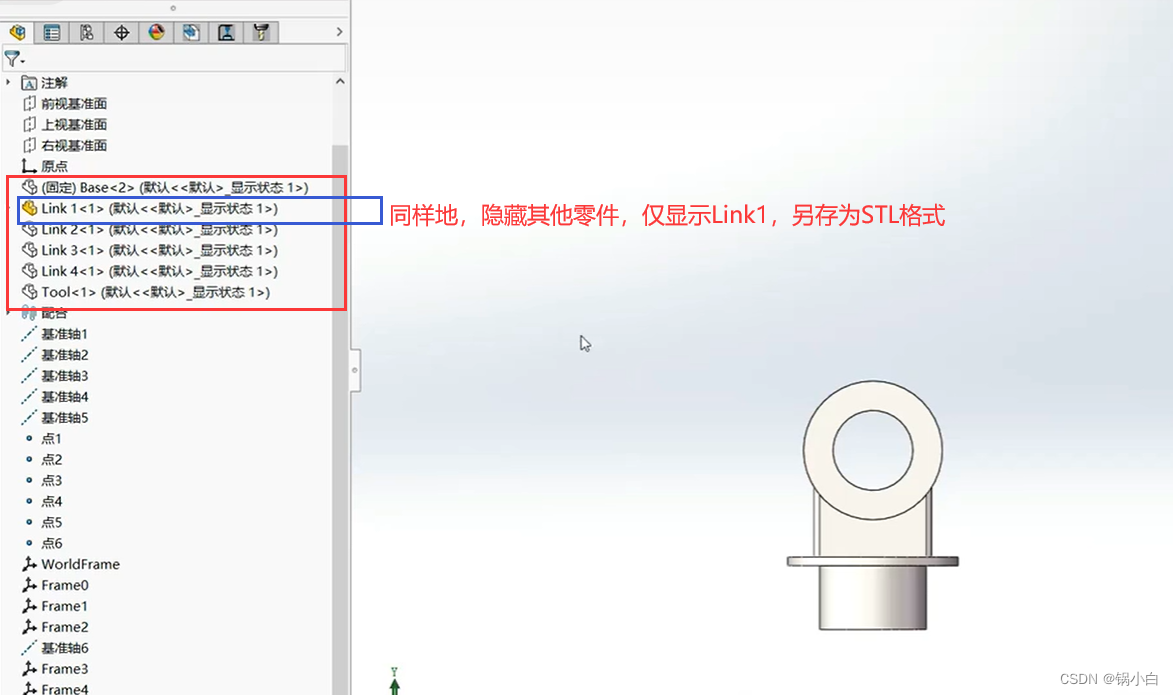 注解
前视基准面
上视基准面
右视基准面
原点
(固定) Base<2> (默认<<默认>_显示状态 1>)
Link 1<1> (默认<<默认>_显示状态 1>)
同样地，隐藏其他零件，仅显示Link1，另存为STL格式
Link 2<1> (默认<<默认>_显示状态 1>)
Link 3<1> (默认<<默认>_显示状态 1>)
Link 4<1> (默认<<默认>_显示状态 1>)
Tool<1> (默认<<默认>_显示状态 1>)
配合
基准轴1
基准轴2
基准轴3
基准轴4
基准轴5
点1
点2
点3
点4
点5
点6
WorldFrame
Frame0
Frame1
Frame2
基准轴6
Frame3
Frame4
Y
CSDN @锅小白